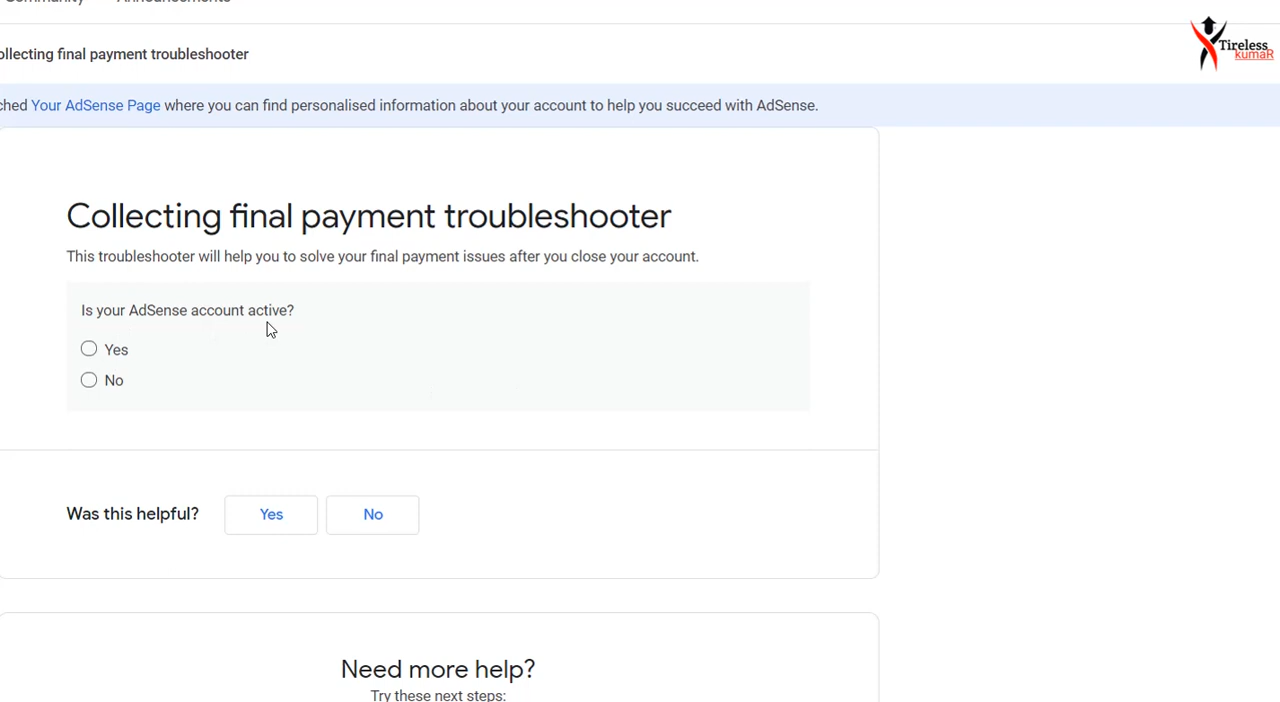 Community Announcements
ollecting final payment troubleshooter
Tireless
kumaR
ched Your AdSense Page where you can find personalised information about your account to help you succeed with AdSense.
Collecting final payment troubleshooter
This troubleshooter will help you to solve your final payment issues after you close your account.
Is your AdSense account active?
Yes
No
Was this helpful? Yes No
Need more help?
Try these next steps: